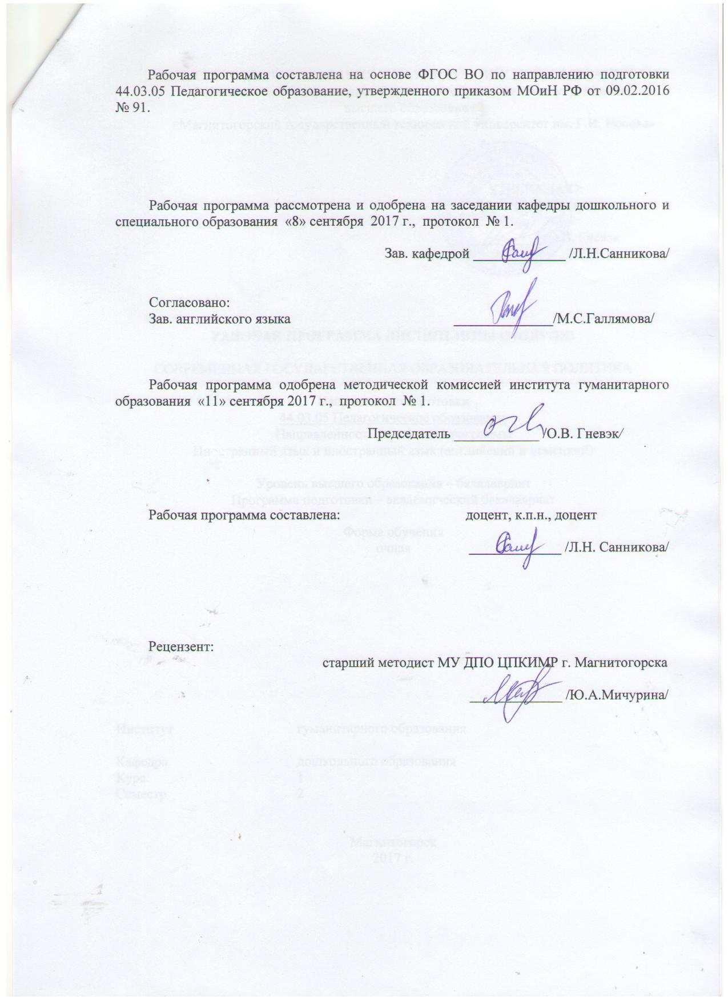 Рабочая программа составлена на основе ФГОС ВО по направлению подготовки
44.03.05 Педагогическое образование, утвержденного приказом МОиН РФ от 09.02.2016
№ 91.
Рабочая программа рассмотрена и одобрена на заседании кафедры дошкольного и
специального образования «8» сентября 2017 г., протокол № 1.
Зав. кафедрой ____________ /Л.Н.Санникова/
Согласовано:
Зав. английского языка ____________/М.С.Галлямова/
Рабочая программа одобрена методической комиссией института гуманитарного
образования «11» сентября 2017 г., протокол № 1.
Председатель ____________ /О.В. Гневэк/
Рабочая программа составлена: доцент, к.п.н., доцент
____________ /Л.Н. Санникова/
Рецензент:
старший методист МУ ДПО ЦПКИМР г. Магнитогорска
____________ /Ю.А.Мичурина/